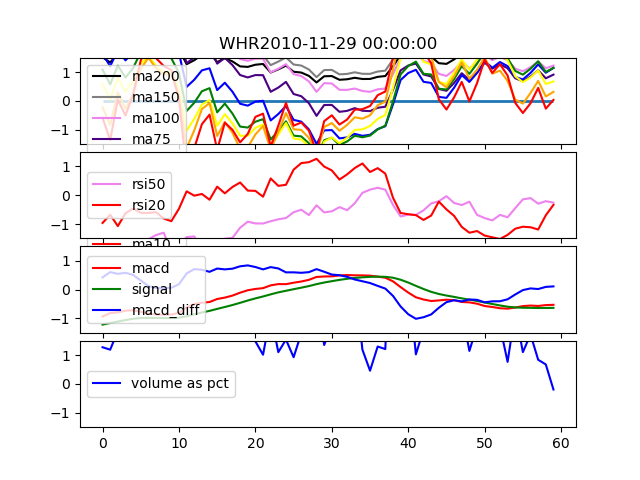 WHR2010-11-29 00:00:00
1
0
−1
ma200
ma150
ma100
ma75
1
0
−1
rsi50
rsi20
ma10
1
0
−1
macd
signal
macd_diff
1
0
−1
volume as pct
0 10 20 30 40 50 60